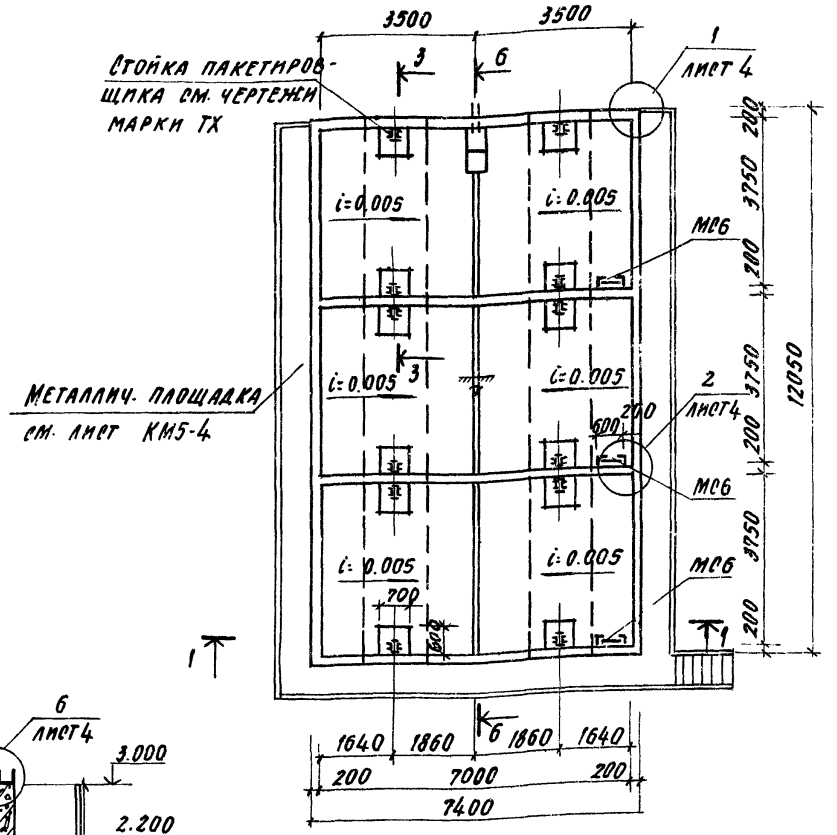 3500
3500
СТОЙКА ПАКЕТИРОВ-
ЩИКА СМ. ЧЕРТЕЖИ
МАРКИ ТХ
3
6
1
ЛИСТ 4
200
3750
200
3750
200
3750
200
12050
i=0.005
i=0.005
МС6
МЕТАЛЛИЧ. ПЛОЩАДКА
СМ. ЛИСТ КМ5-4
3
i=0.005
i=0.005
2
ЛИСТ4
600
200
МС6
i=0.005
i=0.005
700
600
МС6
1
1
6
1640
1860
1860
1640
200
7000
200
7400
6
ЛИСТ 4
3.000
2.200